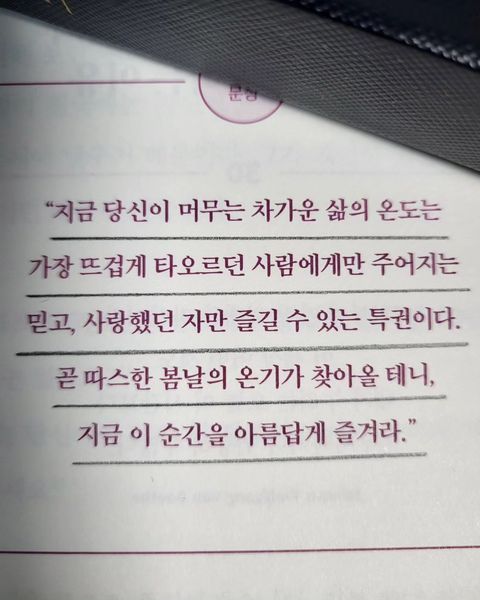 “지금 당신이 머무는 차가운 삶의 온도는
가장 뜨겁게 타오르던 사람에게만 주어지는
믿고, 사랑했던 자만 즐길 수 있는 특권이다.
곧 따스한 봄날의 온기가 찾아올 테니,
지금 이 순간을 아름답게 즐겨라.”